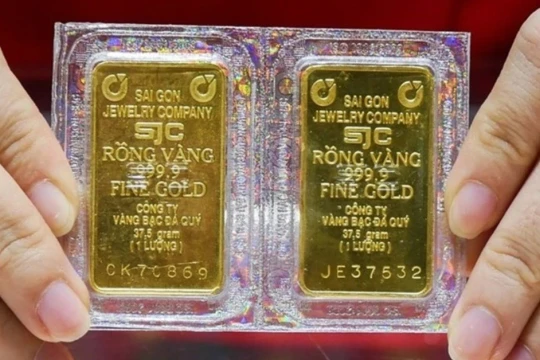 SAI GON
JEWELRY COMPANY
SJC
RỒNG VÀNG
999.9
FINE GOLD
CÔNG TY
VÀNG BẠC ĐÁ QUÝ
37,5 gram
(1 LƯỢNG)
SAI GON
JEWELRY COMPANY
SJC
RỒNG VÀNG
999.9
FINE GOLD
CÔNG TY
VÀNG BẠC ĐÁ QUÝ
37,5 gram
(1 LƯỢNG)
JE37532